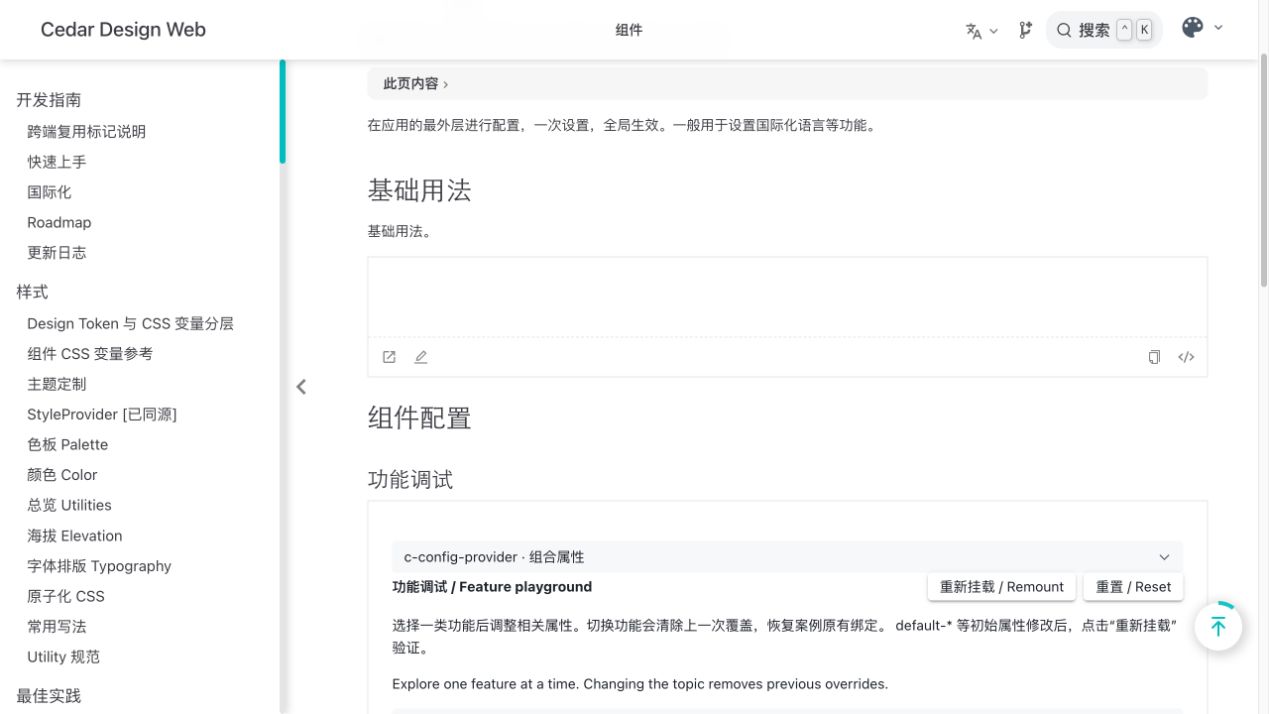 Cedar Design Web
组件
搜索 ^ K
开发指南
跨端复用标记说明
快速上手
国际化
Roadmap
更新日志
样式
Design Token 与 CSS 变量分层
组件 CSS 变量参考
主题定制
StyleProvider [已同源]
色板 Palette
颜色 Color
总览 Utilities
海拔 Elevation
字体排版 Typography
原子化 CSS
常用写法
Utility 规范
最佳实践
此页内容 ›
在应用的最外层进行配置，一次设置，全局生效。一般用于设置国际化语言等功能。
基础用法
基础用法。
组件配置
功能调试
c-config-provider · 组合属性
功能调试 / Feature playground
重新挂载 / Remount
重置 / Reset
选择一类功能后调整相关属性。切换功能会清除上一次覆盖，恢复案例原有绑定。 default-* 等初始属性修改后，点击“重新挂载”
验证。
Explore one feature at a time. Changing the topic removes previous overrides.